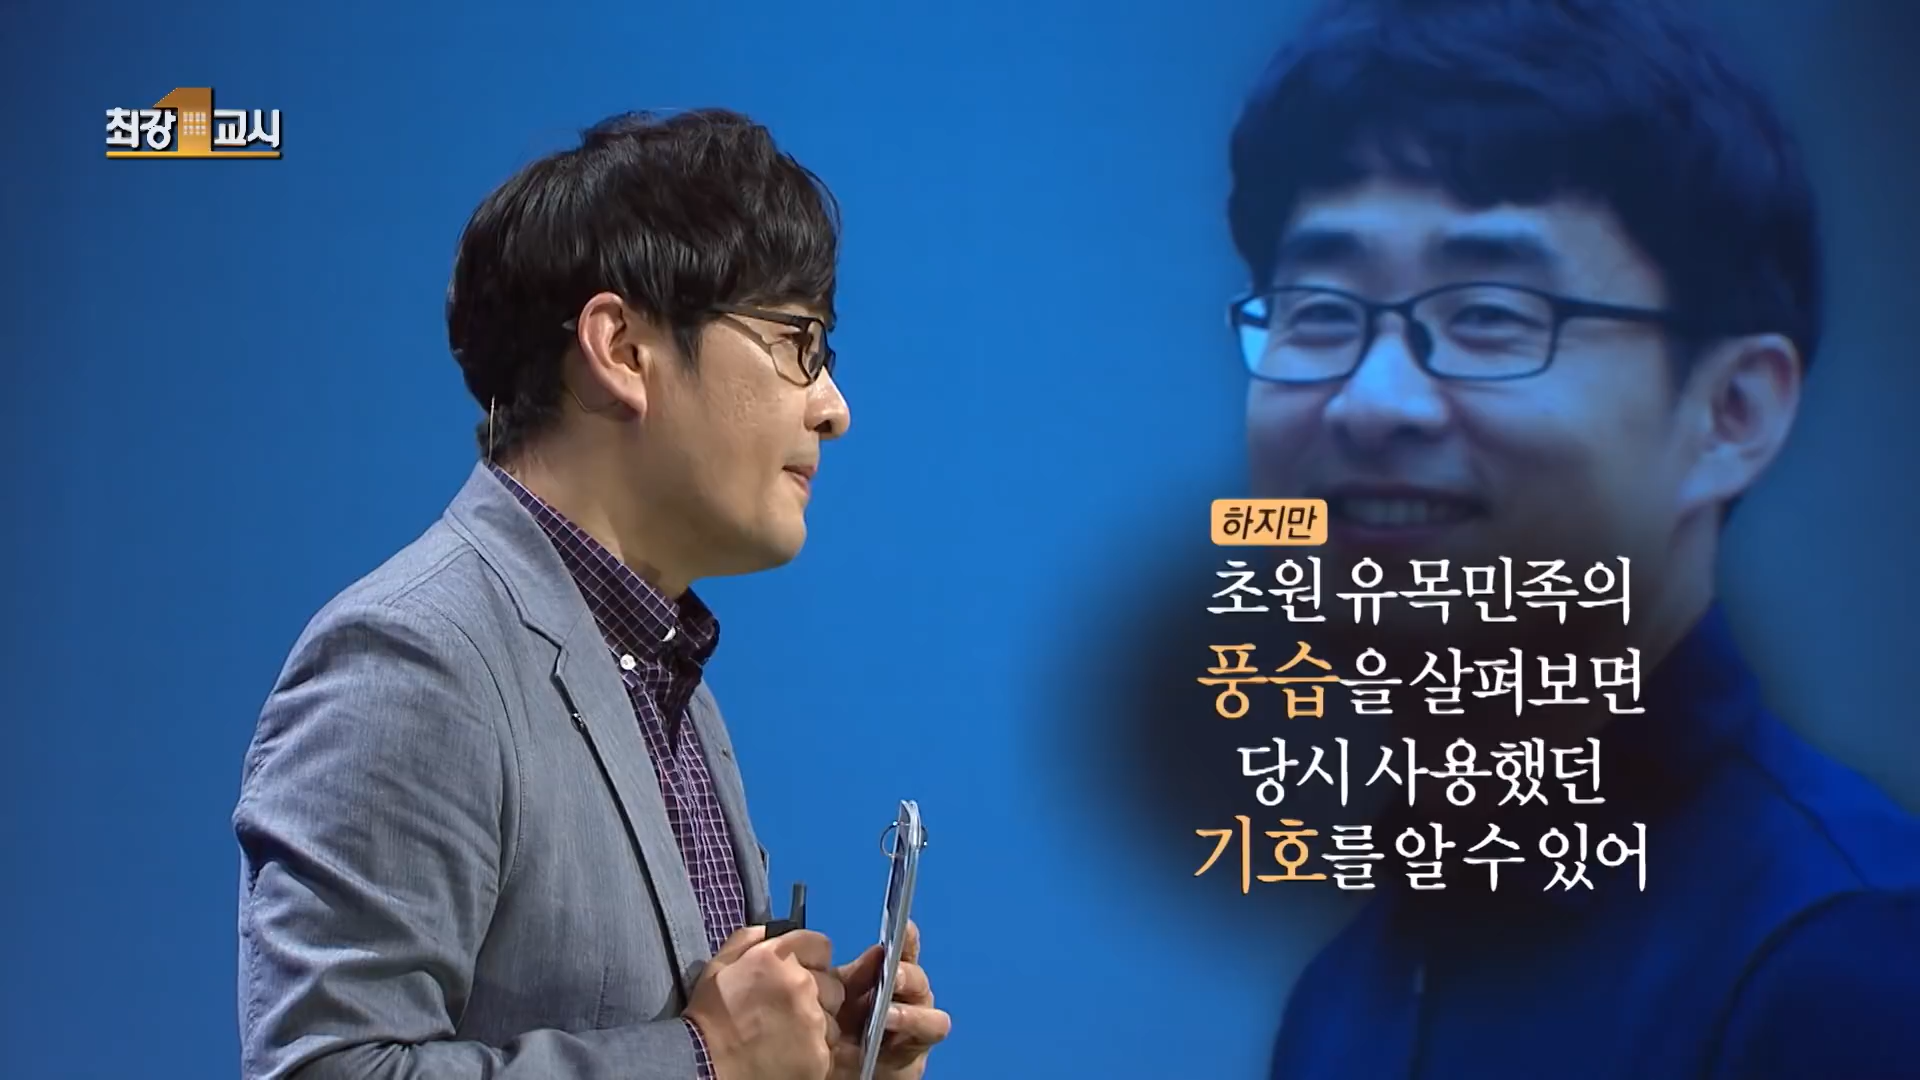 최강1교시
하지만
초원 유목민족의
풍습을 살펴보면
당시 사용했던
기호를 알 수 있어